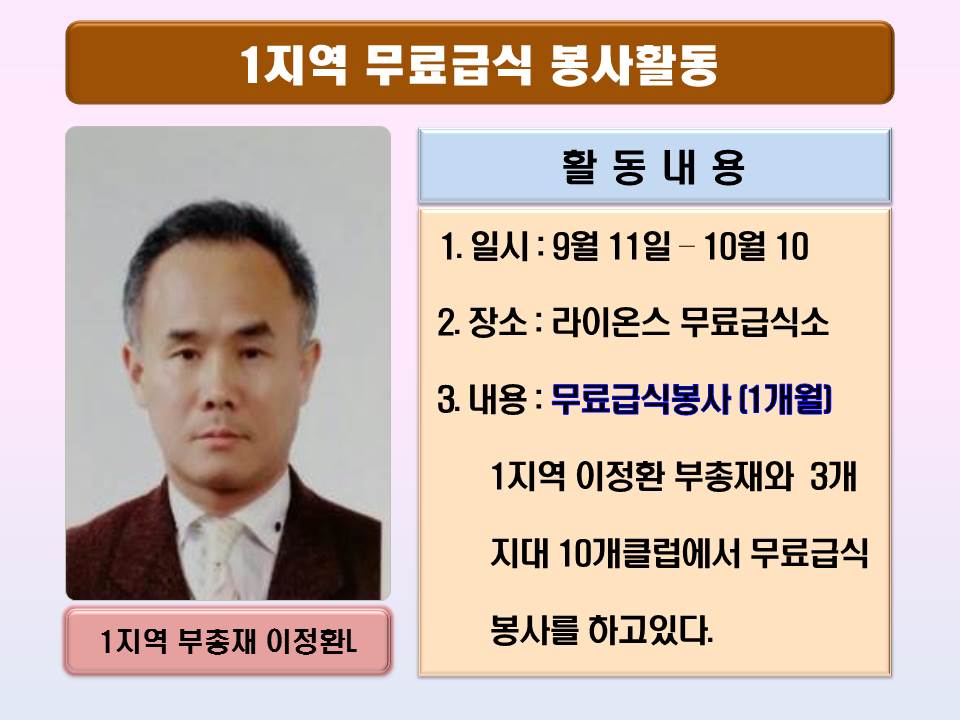 1지역 무료급식 봉사활동
활 동 내 용
1. 일시 : 9월 11일 – 10월 10
2. 장소 : 라이온스 무료급식소
3. 내용 : 무료급식봉사 (1개월)
1지역 이정환 부총재와 3개
지대 10개클럽에서 무료급식
봉사를 하고있다.
1지역 부총재 이정환L